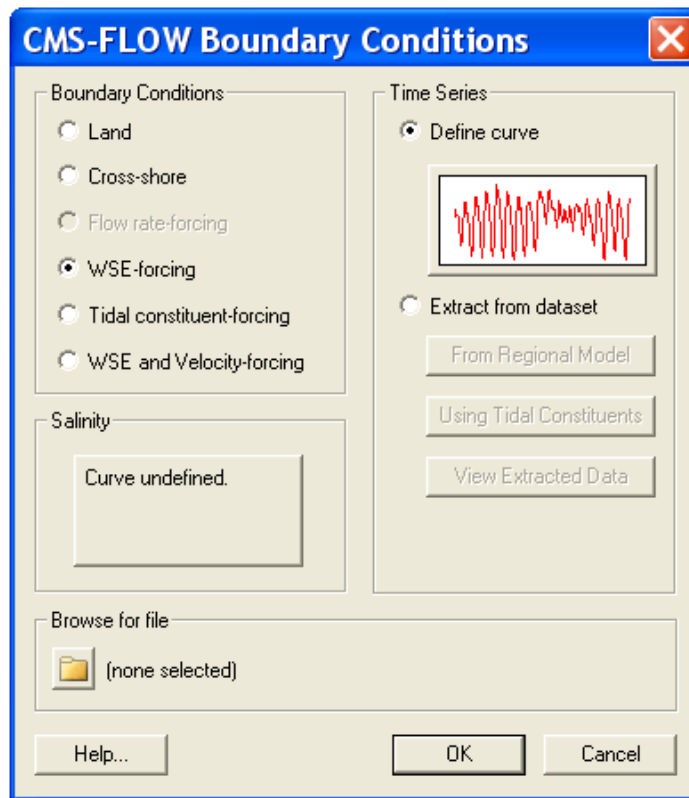 CMS-FLOW Boundary Conditions
Boundary Conditions
Land
Cross-shore
Flow rate-forcing
WSE-forcing
Tidal constituent-forcing
WSE and Velocity-forcing
Salinity
Curve undefined.
Time Series
Define curve
Extract from dataset
From Regional Model
Using Tidal Constituents
View Extracted Data
Browse for file
(none selected)
Help...
OK
Cancel